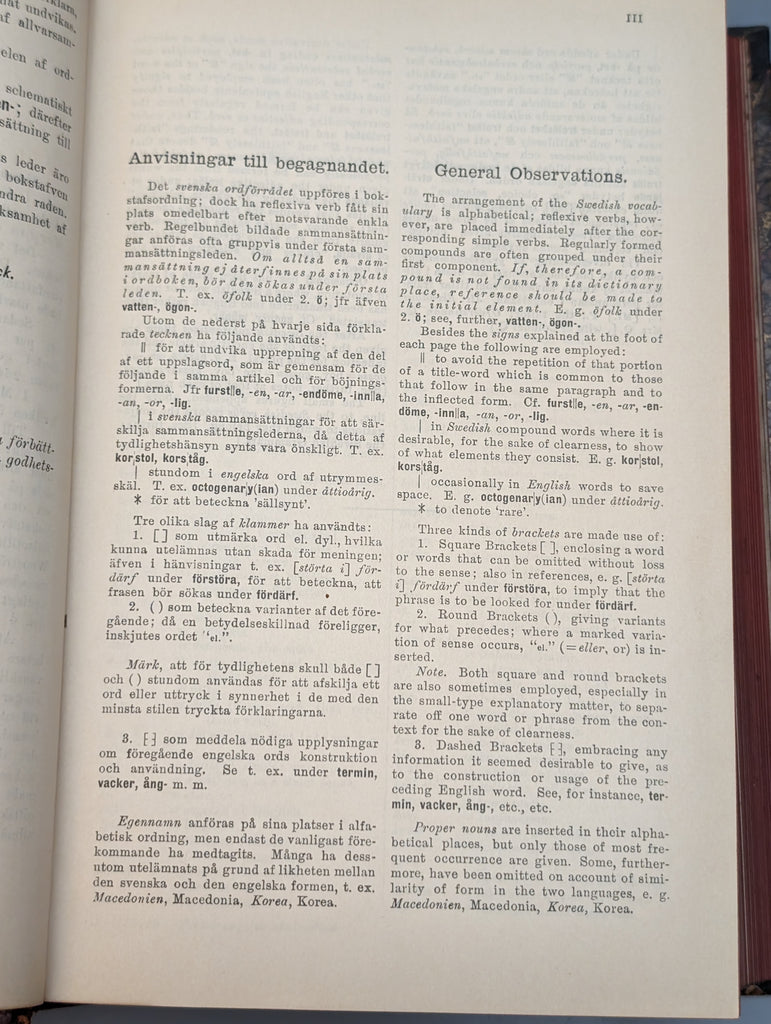 klara,
nat undvikas.
af allvarsam-
elen af ord-
schematiskt
n-; därefter
sättning till
s leder äro
bokstafven
ndra raden.
ksamhet af
k.
förbätt-
godhets-
III
Anvisningar till begagnandet.
Det svenska ordförrådet uppföres i bok-
stafsordning; dock ha reflexiva verb fått sin
plats omedelbart efter motsvarande enkla
verb. Regelbundet bildade sammansättnin-
gar anföras ofta gruppvis under första sam-
mansättningsleden. Om alltså en sam-
mansättning ej återfinnes på sin plats
i ordboken, bör den sökas under första
leden. T. ex. öfolk under 2. ö; jfr äfven
vatten-, ögon-.
Utom de nederst på hvarje sida förkla-
rade tecknen ha följande användts:
‖ för att undvika upprepning af den del
af ett uppslagsord, som är gemensam för de
följande i samma artikel och för böjnings-
formerna. Jfr furst‖e, -en, -ar, -endöme, -inn‖a,
-an, -or, -lig.
| i svenska sammansättningar för att sär-
skilja sammansättningslederna, då detta af
tydlighetshänsyn synts vara önskligt. T. ex.
kor|stol, kors|tåg.
| stundom i engelska ord af utrymmes-
skäl. T. ex. octogenar|y(ian) under åttioårig.
* för att beteckna 'sällsynt'.
Tre olika slag af klammer ha användts:
1. [ ] som utmärka ord el. dyl., hvilka
kunna utelämnas utan skada för meningen;
äfven i hänvisningar t. ex. [störta i] för-
därf under förstöra, för att beteckna, att
frasen bör sökas under fördärf.
2. ( ) som beteckna varianter af det före-
gående; då en betydelseskillnad föreligger,
inskjutes ordet "el.".
Märk, att för tydlighetens skull både [ ]
och ( ) stundom användas för att afskilja ett
ord eller uttryck i synnerhet i de med den
minsta stilen tryckta förklaringarna.
3. [-] som meddela nödiga upplysningar
om föregående engelska ords konstruktion
och användning. Se t. ex. under termin,
vacker, ång- m. m.
Egennamn anföras på sina platser i alfa-
betisk ordning, men endast de vanligast före-
kommande ha medtagits. Många ha dess-
utom utelämnats på grund af likheten mellan
den svenska och den engelska formen, t. ex.
Macedonien, Macedonia, Korea, Korea.
General Observations.
The arrangement of the Swedish vocab-
ulary is alphabetical; reflexive verbs, how-
ever, are placed immediately after the cor-
responding simple verbs. Regularly formed
compounds are often grouped under their
first component. If, therefore, a com-
pound is not found in its dictionary
place, reference should be made to
the initial element. E. g. öfolk under
2. ö; see, further, vatten-, ögon-.
Besides the signs explained at the foot of
each page the following are employed:
‖ to avoid the repetition of that portion
of a title-word which is common to those
that follow in the same paragraph and to
the inflected form. Cf. furst‖e, -en, -ar, -en-
döme, -inn‖a, -an, -or, -lig.
| in Swedish compound words where it is
desirable, for the sake of clearness, to show
of what elements they consist. E. g. kor|stol,
kors|tåg.
| occasionally in English words to save
space. E. g. octogenar|y(ian) under åttioårig.
* to denote 'rare'.
Three kinds of brackets are made use of:
1. Square Brackets [ ], enclosing a word
or words that can be omitted without loss
to the sense; also in references, e. g. [störta
i] fördärf under förstöra, to imply that the
phrase is to be looked for under fördärf.
2. Round Brackets ( ), giving variants
for what precedes; where a marked varia-
tion of sense occurs, "el." (= eller, or) is in-
serted.
Note. Both square and round brackets
are also sometimes employed, especially in
the small-type explanatory matter, to sepa-
rate off one word or phrase from the con-
text for the sake of clearness.
3. Dashed Brackets [-], embracing any
information it seemed desirable to give, as
to the construction or usage of the pre-
ceding English word. See, for instance, ter-
min, vacker, ång-, etc., etc.
Proper nouns are inserted in their alpha-
betical places, but only those of most fre-
quent occurrence are given. Some, further-
more, have been omitted on account of simi-
larity of form in the two languages, e. g.
Macedonien, Macedonia, Korea, Korea.